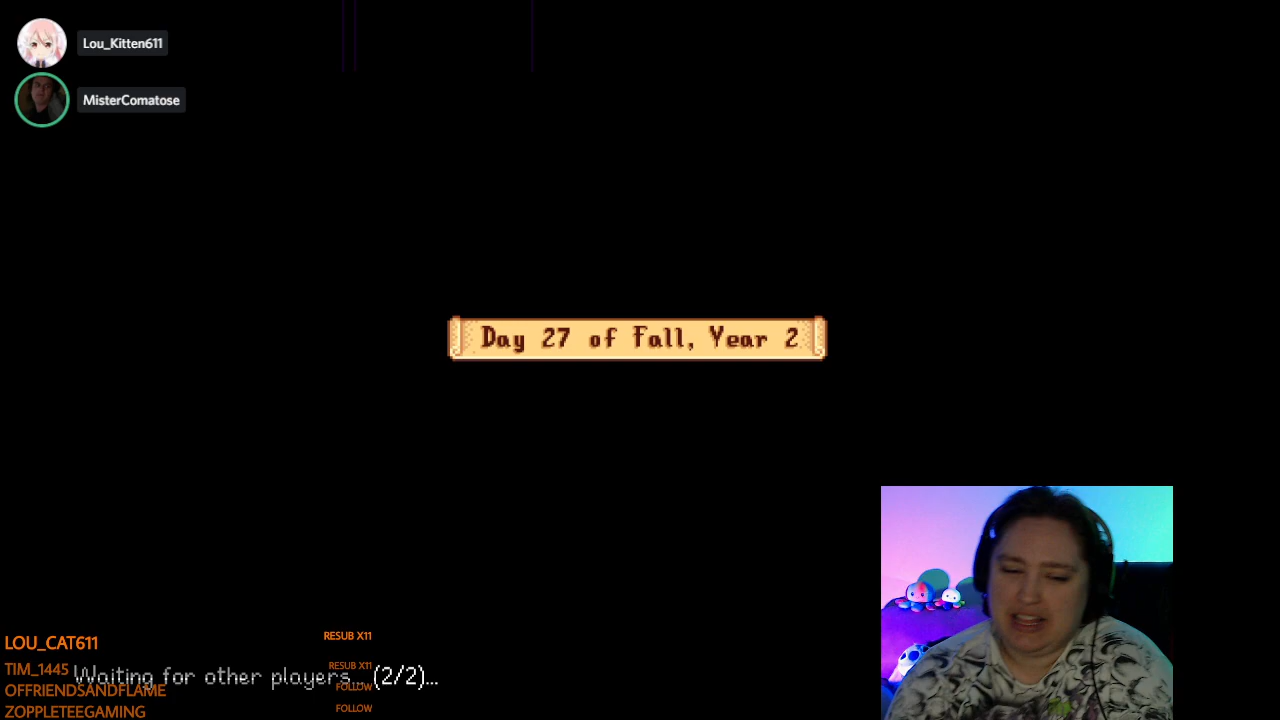 Lou_Kitten611
MisterComatose
Day 27 of Fall, Year 2
LOU_CAT611 RESUB X11
TIM_1445 RESUB X11
Waiting for other players... (2/2)...
OFFRIENDSANDFLAME FOLLOW
ZOPPLETEEGAMING FOLLOW